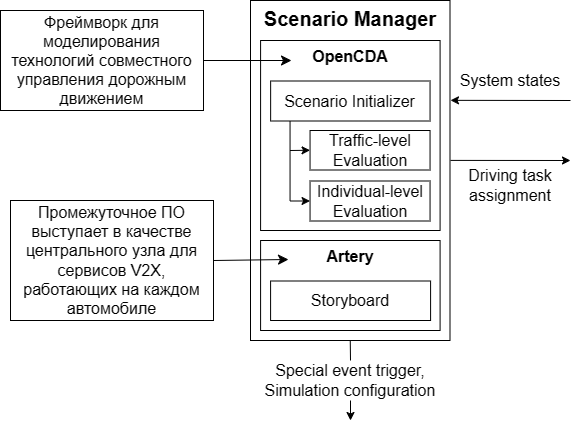 Фреймворк для
моделирования
технологий совместного
управления дорожным
движением
Scenario Manager
OpenCDA
Scenario Initializer
Traffic-level
Evaluation
Individual-level
Evaluation
System states
Driving task
assignment
Промежуточное ПО
выступает в качестве
центрального узла для
сервисов V2X,
работающих на каждом
автомобиле
Artery
Storyboard
Special event trigger,
Simulation configuration